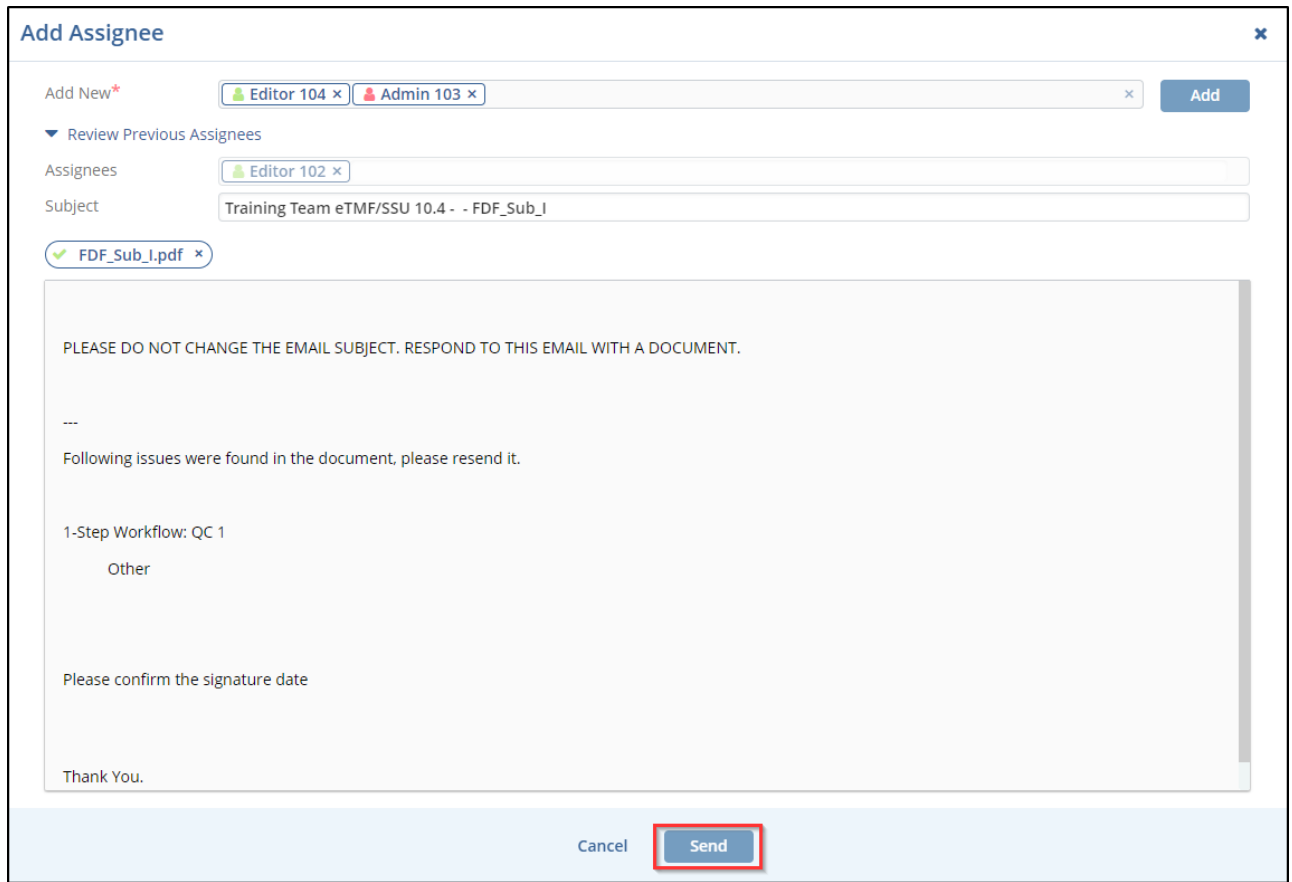 Add Assignee ×
Add New* Editor 104 × Admin 103 × × Add
Review Previous Assignees
Assignees Editor 102 ×
Subject Training Team eTMF/SSU 10.4 - - FDF_Sub_I
FDF_Sub_I.pdf ×
PLEASE DO NOT CHANGE THE EMAIL SUBJECT. RESPOND TO THIS EMAIL WITH A DOCUMENT.
---
Following issues were found in the document, please resend it.
1-Step Workflow: QC 1
Other
Please confirm the signature date
Thank You.
Cancel Send